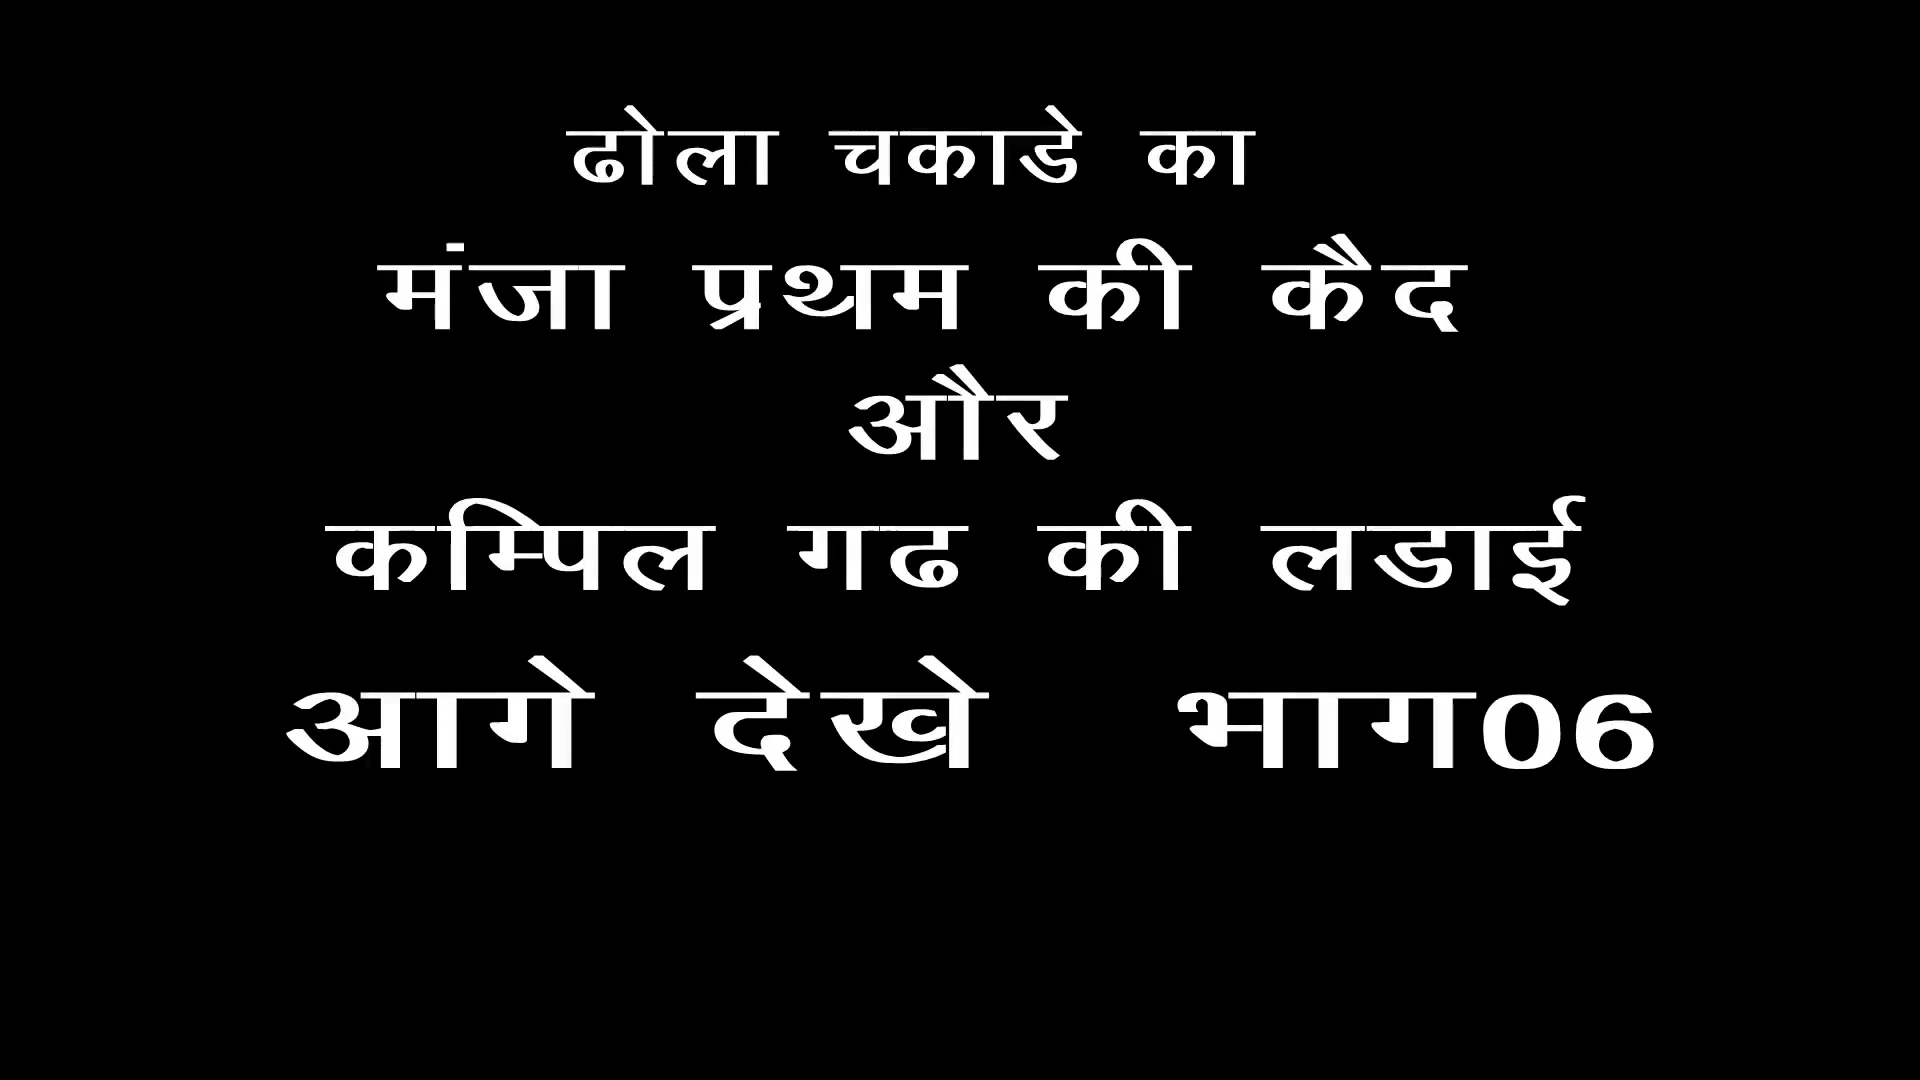 ढोला चकाडे का
मंजा प्रथम की कैद
और
कम्पिल गढ की लडाई
आगे देखे भाग06